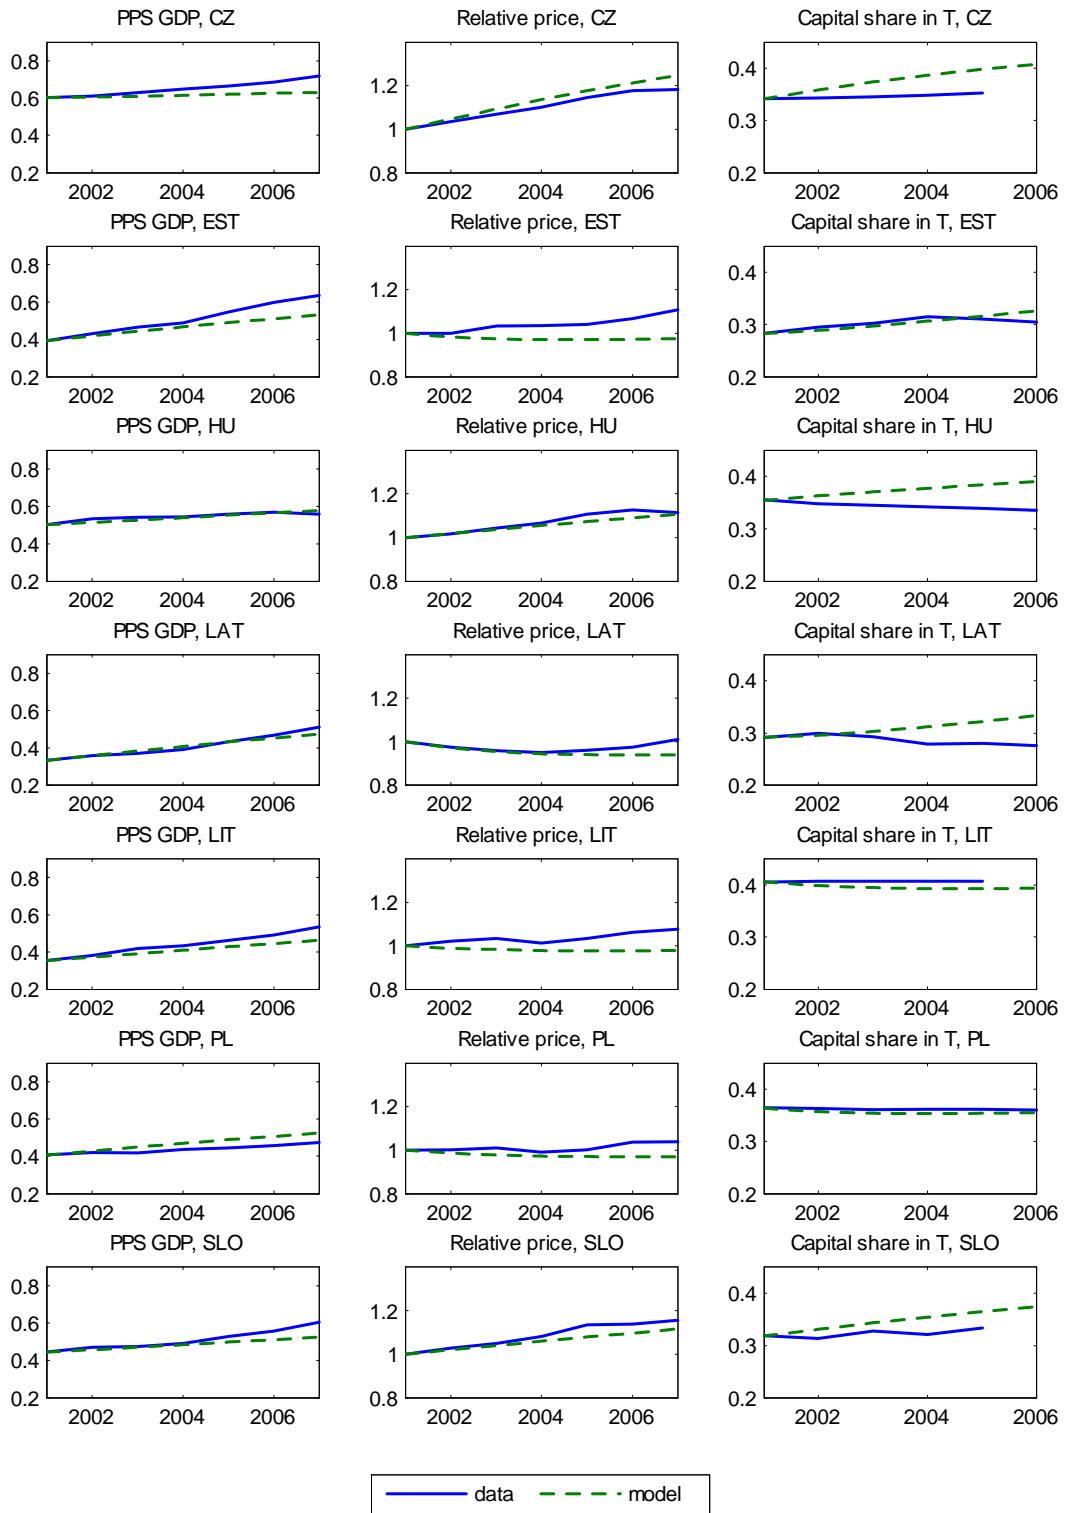 PPS GDP, CZ
Relative price, CZ
Capital share in T, CZ
0.8
0.6
0.4
0.2
2002 2004 2006
1.2
1
0.8
2002 2004 2006
0.4
0.3
0.2
2002 2004 2006
PPS GDP, EST
Relative price, EST
Capital share in T, EST
0.8
0.6
0.4
0.2
2002 2004 2006
1.2
1
0.8
2002 2004 2006
0.4
0.3
0.2
2002 2004 2006
PPS GDP, HU
Relative price, HU
Capital share in T, HU
0.8
0.6
0.4
0.2
2002 2004 2006
1.2
1
0.8
2002 2004 2006
0.4
0.3
0.2
2002 2004 2006
PPS GDP, LAT
Relative price, LAT
Capital share in T, LAT
0.8
0.6
0.4
0.2
2002 2004 2006
1.2
1
0.8
2002 2004 2006
0.4
0.3
0.2
2002 2004 2006
PPS GDP, LIT
Relative price, LIT
Capital share in T, LIT
0.8
0.6
0.4
0.2
2002 2004 2006
1.2
1
0.8
2002 2004 2006
0.4
0.3
0.2
2002 2004 2006
PPS GDP, PL
Relative price, PL
Capital share in T, PL
0.8
0.6
0.4
0.2
2002 2004 2006
1.2
1
0.8
2002 2004 2006
0.4
0.3
0.2
2002 2004 2006
PPS GDP, SLO
Relative price, SLO
Capital share in T, SLO
0.8
0.6
0.4
0.2
2002 2004 2006
1.2
1
0.8
2002 2004 2006
0.4
0.3
0.2
2002 2004 2006
data model